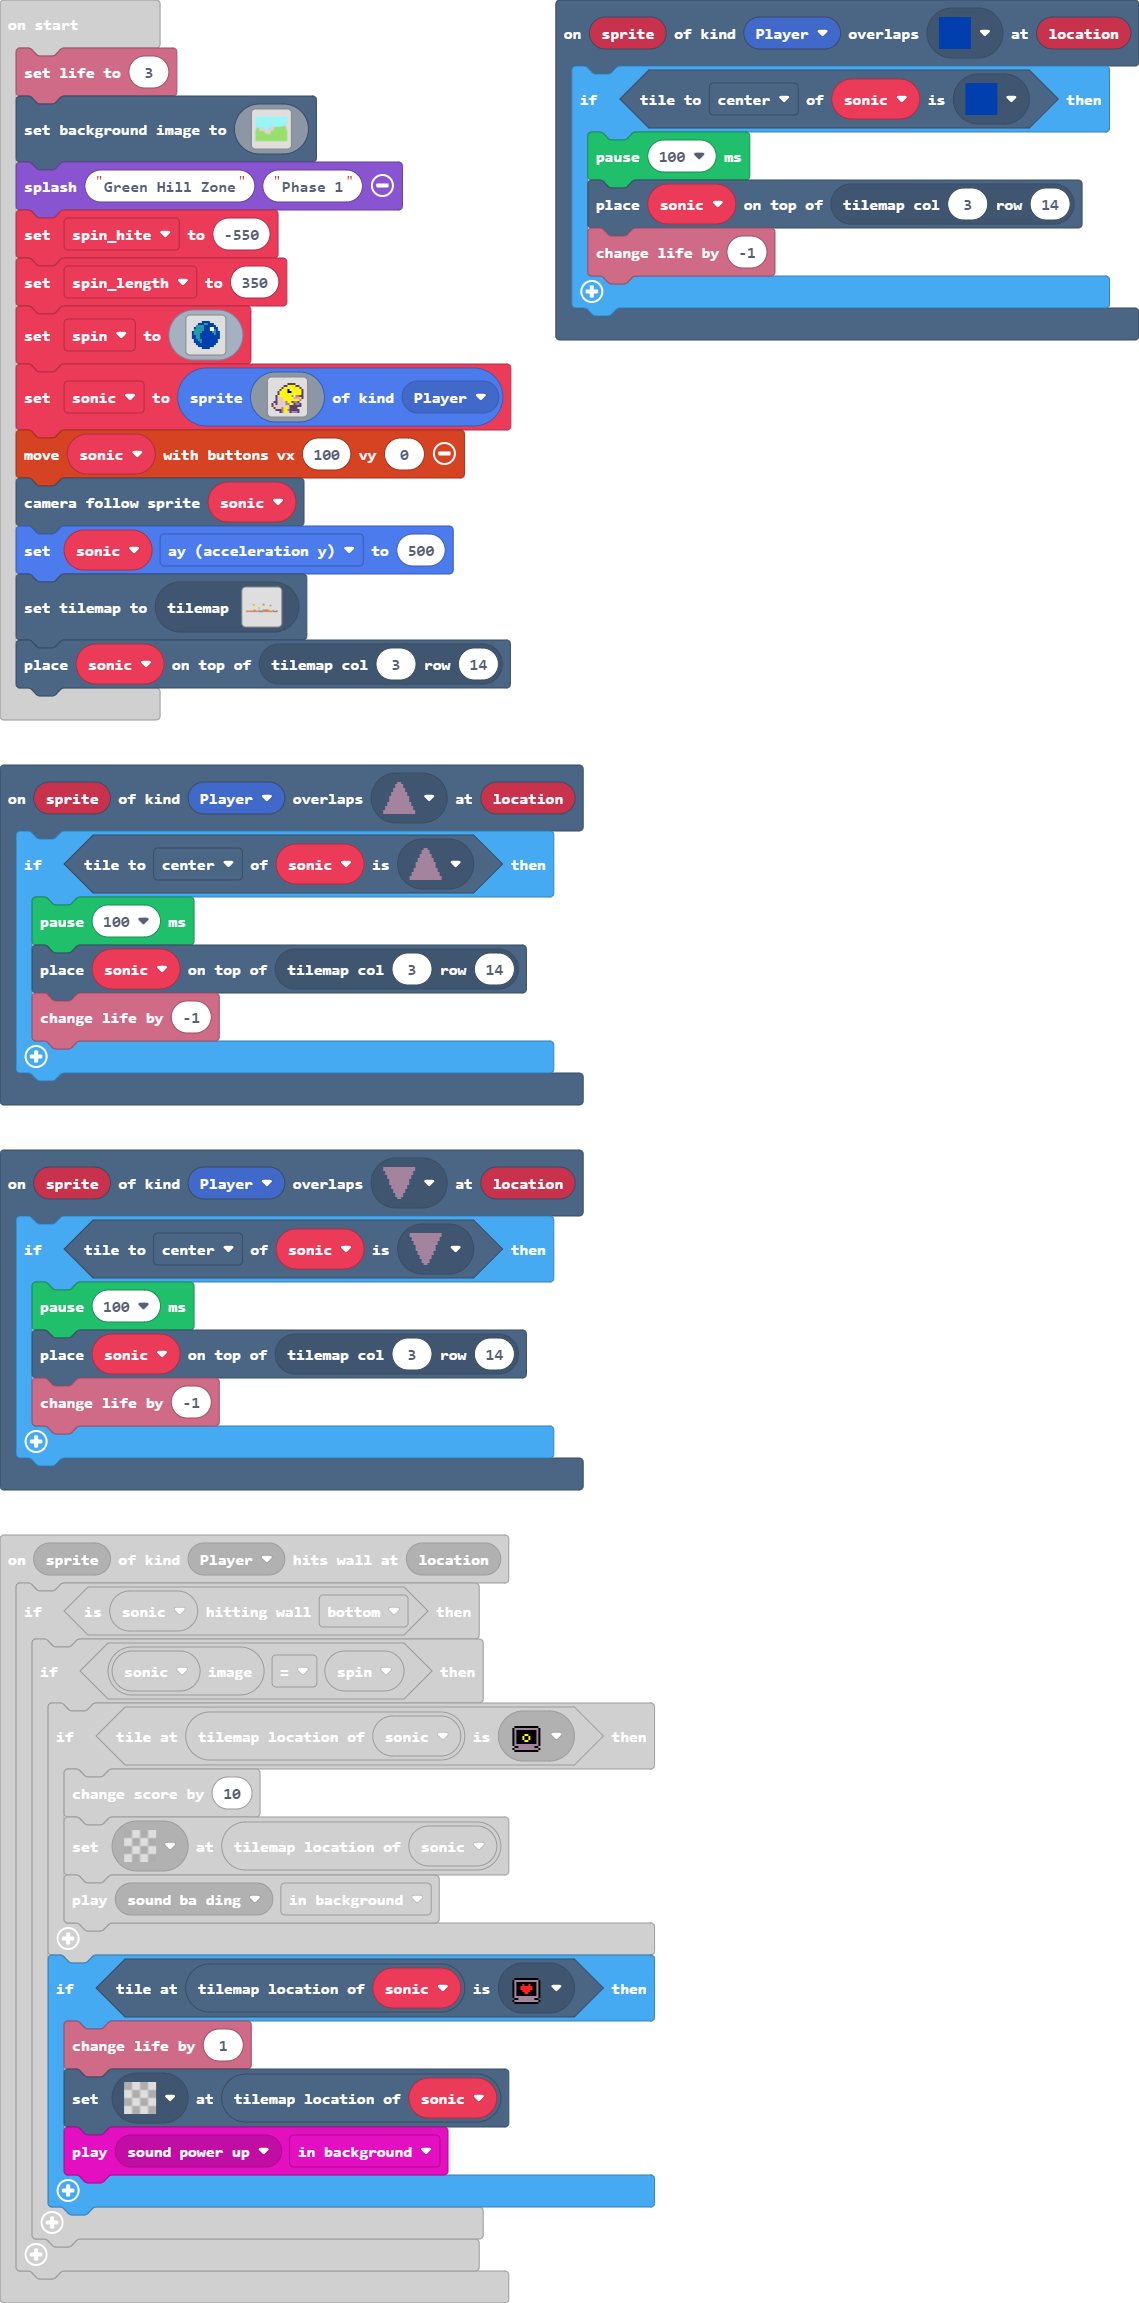 on start
set life to 3
set background image to
splash "Green Hill Zone" "Phase 1"
set spin_hite to -550
set spin_length to 350
set spin to
set sonic to sprite of kind Player
move sonic with buttons vx 100 vy 0
camera follow sprite sonic
set sonic ay (acceleration y) to 500
set tilemap to tilemap
place sonic on top of tilemap col 3 row 14
on sprite of kind Player overlaps at location
if tile to center of sonic is then
pause 100 ms
place sonic on top of tilemap col 3 row 14
change life by -1
on sprite of kind Player overlaps at location
if tile to center of sonic is then
pause 100 ms
place sonic on top of tilemap col 3 row 14
change life by -1
on sprite of kind Player overlaps at location
if tile to center of sonic is then
pause 100 ms
place sonic on top of tilemap col 3 row 14
change life by -1
on sprite of kind Player hits wall at location
if is sonic hitting wall bottom then
if sonic image = spin then
if tile at tilemap location of sonic is then
change score by 10
set at tilemap location of sonic
play sound ba ding in background
if tile at tilemap location of sonic is then
change life by 1
set at tilemap location of sonic
play sound power up in background